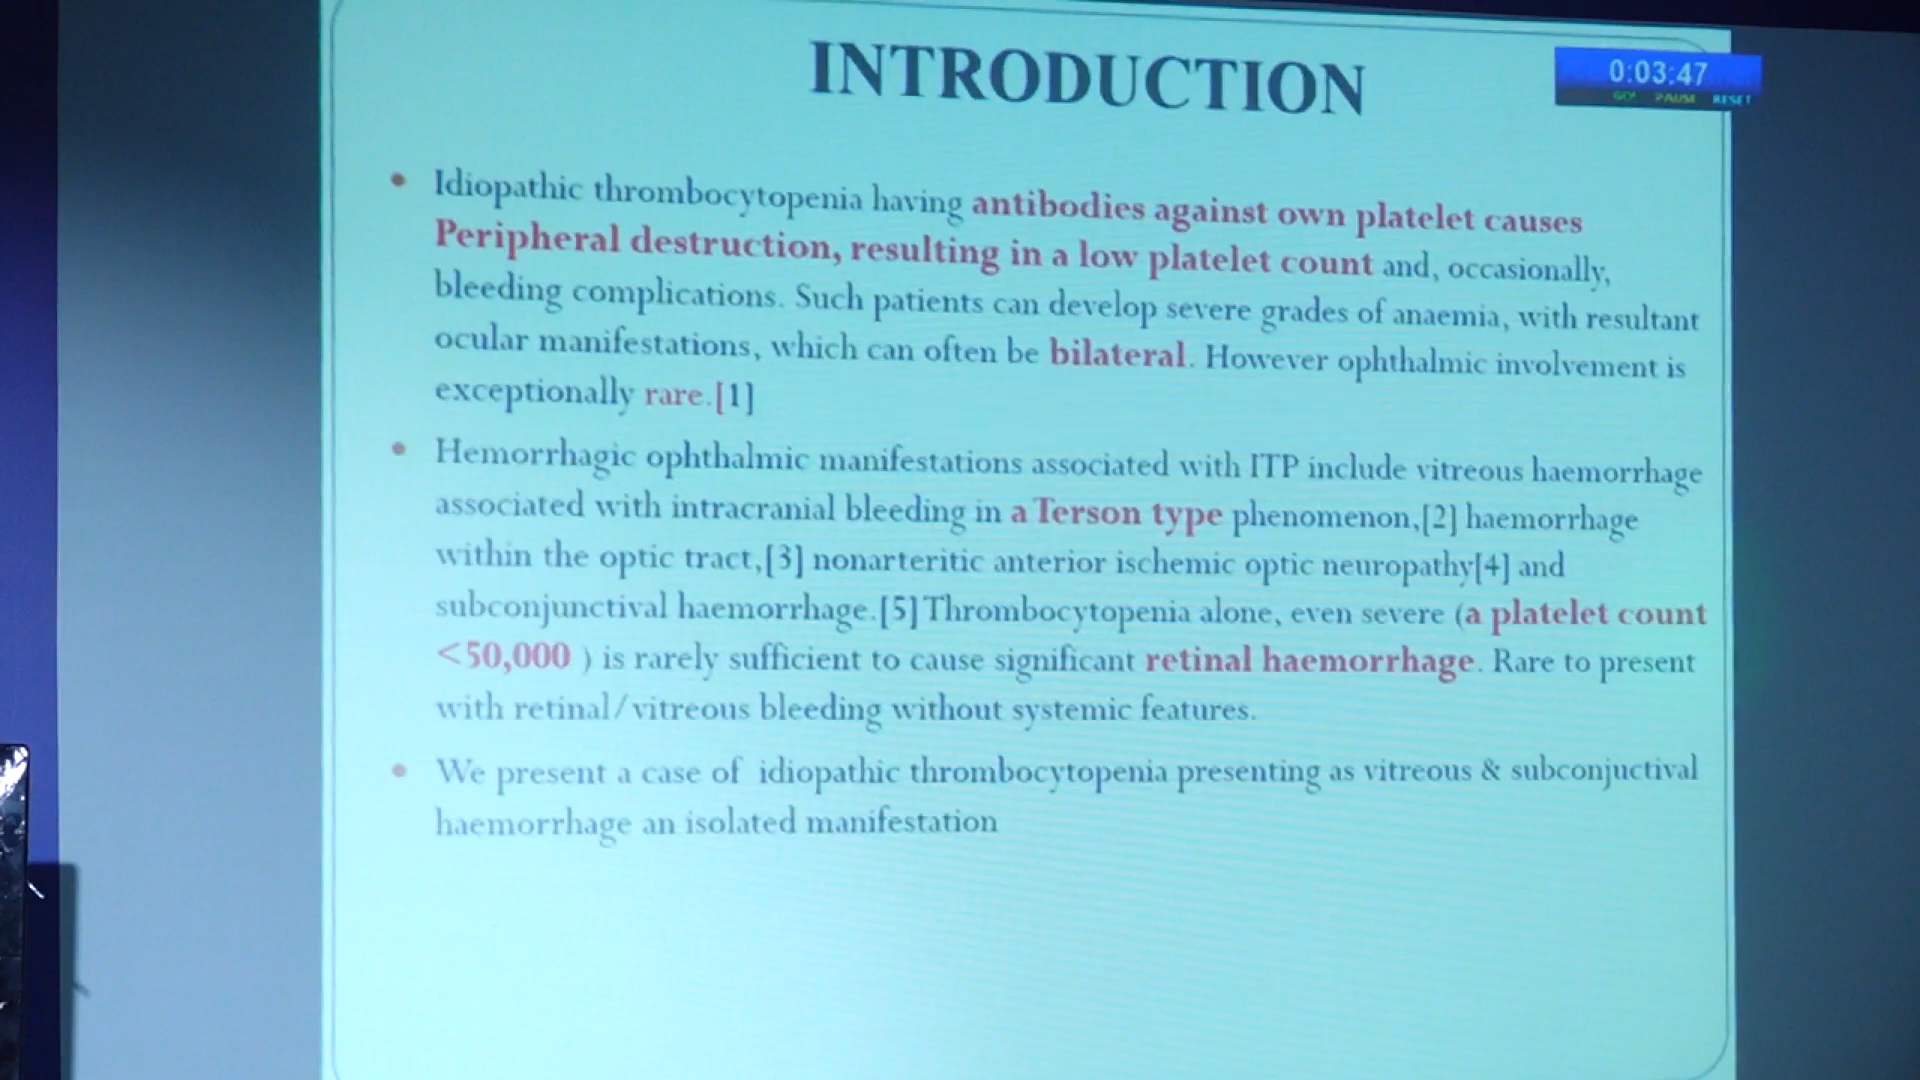 INTRODUCTION
0:03:47
GO! PAUSE RESET
• Idiopathic thrombocytopenia having antibodies against own platelet causes
Peripheral destruction, resulting in a low platelet count and, occasionally,
bleeding complications. Such patients can develop severe grades of anaemia, with resultant
ocular manifestations, which can often be bilateral. However ophthalmic involvement is
exceptionally rare.[1]
• Hemorrhagic ophthalmic manifestations associated with ITP include vitreous haemorrhage
associated with intracranial bleeding in a Terson type phenomenon,[2] haemorrhage
within the optic tract,[3] nonarteritic anterior ischemic optic neuropathy[4] and
subconjunctival haemorrhage.[5] Thrombocytopenia alone, even severe (a platelet count
<50,000 ) is rarely sufficient to cause significant retinal haemorrhage. Rare to present
with retinal/vitreous bleeding without systemic features.
• We present a case of idiopathic thrombocytopenia presenting as vitreous & subconjuctival
haemorrhage an isolated manifestation